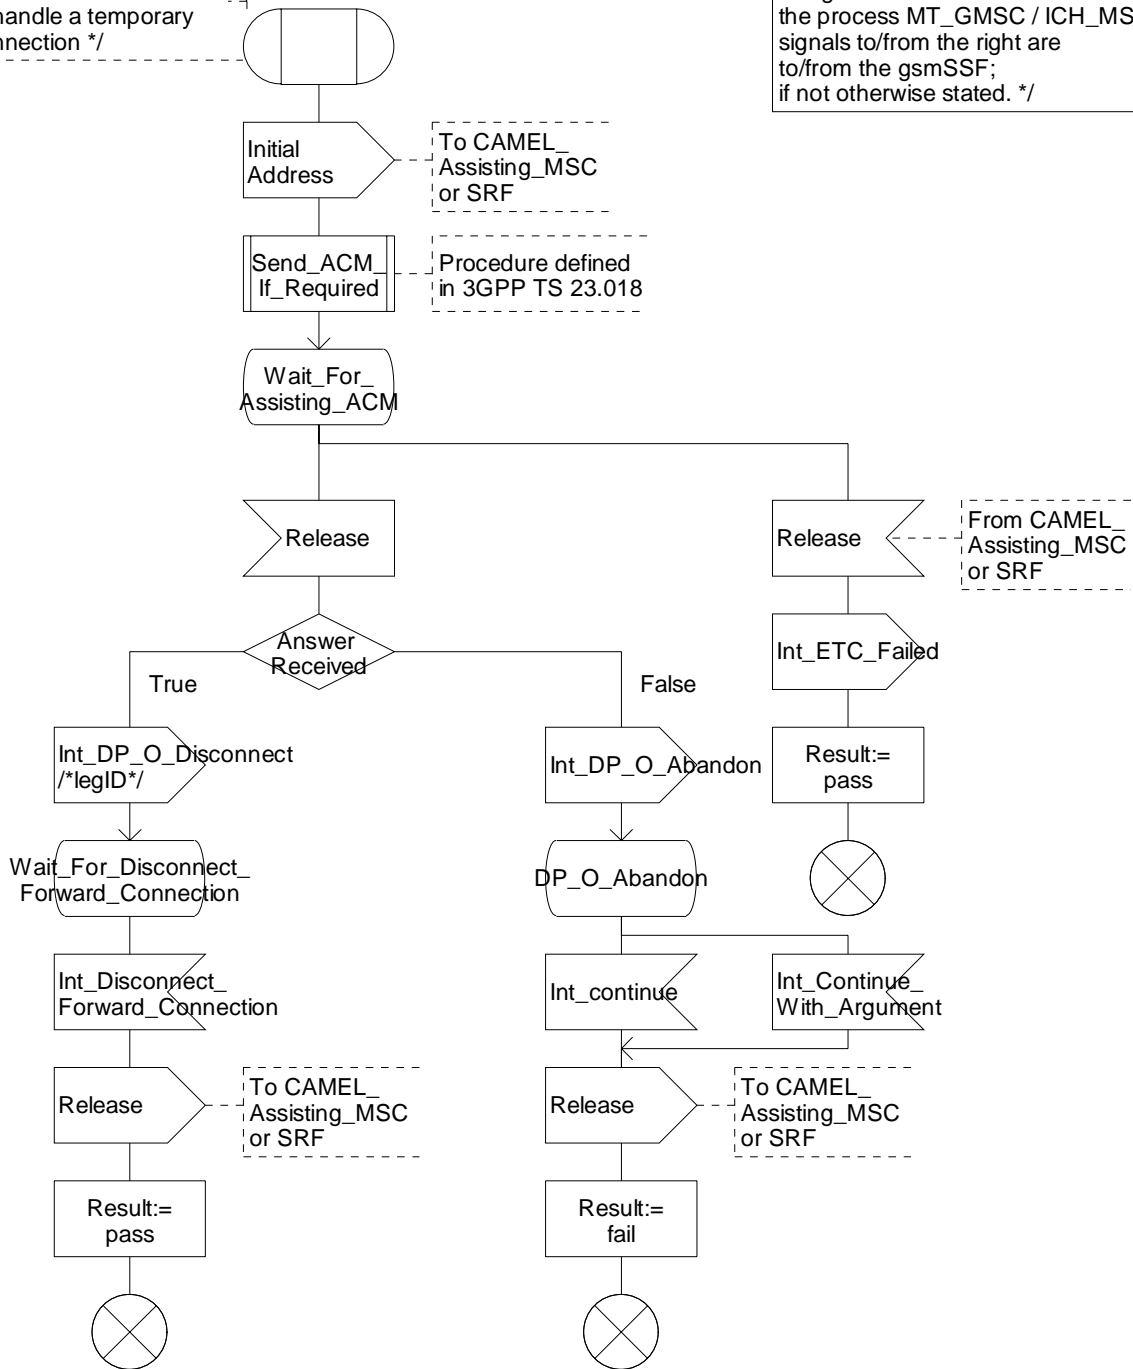 handle a temporary
nnection */
the process MT_GMSC / ICH_MS
signals to/from the right are
to/from the gsmSSF;
if not otherwise stated. */
Initial
Address
To CAMEL_
Assisting_MSC
or SRF
Send_ACM_
If_Required
Procedure defined
in 3GPP TS 23.018
Wait_For_
Assisting_ACM
Release
Release
From CAMEL_
Assisting_MSC
or SRF
Answer
Received
Int_ETC_Failed
True
False
Int_DP_O_Disconnect
/*legID*/
Int_DP_O_Abandon
Result:=
pass
Wait_For_Disconnect_
Forward_Connection
DP_O_Abandon
Int_Disconnect_
Forward_Connection
Int_continue
Int_Continue_
With_Argument
Release
To CAMEL_
Assisting_MSC
or SRF
Release
To CAMEL_
Assisting_MSC
or SRF
Result:=
pass
Result:=
fail